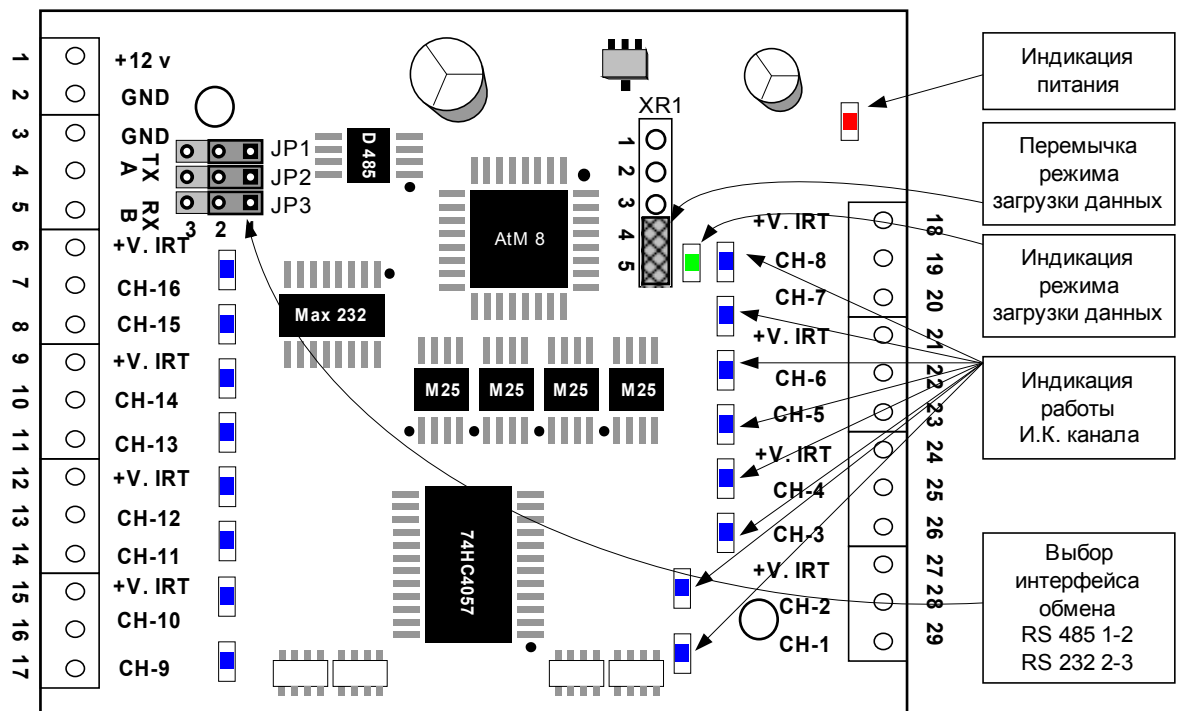 1
+12 v
2
GND
3
GND
4
TX
A
5
RX
B
JP1
JP2
JP3
3 2 1
6
+V. IRT
7
CH-16
8
CH-15
9
+V. IRT
10
CH-14
11
CH-13
12
+V. IRT
13
CH-12
14
CH-11
15
+V. IRT
16
CH-10
17
CH-9
D 485
AtM 8
Max 232
M25
M25
M25
M25
74HC4057
XR1
1
2
3
4
5
+V. IRT
18
CH-8
19
CH-7
20
+V. IRT
21
CH-6
22
CH-5
23
+V. IRT
24
CH-4
25
CH-3
26
+V. IRT
27
CH-2
28
CH-1
29
Индикация
питания
Перемычка
режима
загрузки данных
Индикация
режима
загрузки данных
Индикация
работы
И.К. канала
Выбор
интерфейса
обмена
RS 485 1-2
RS 232 2-3